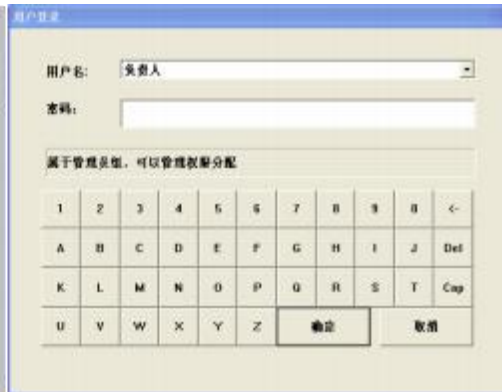 用户登录
用户名: 负责人
密码:
属于管理员组，可以管理权限分配
1 2 3 4 5 6 7 8 9 0 <-
A B C D E F G H I J Del
K L M N O P Q R S T Cap
U V W X Y Z 确定 取消